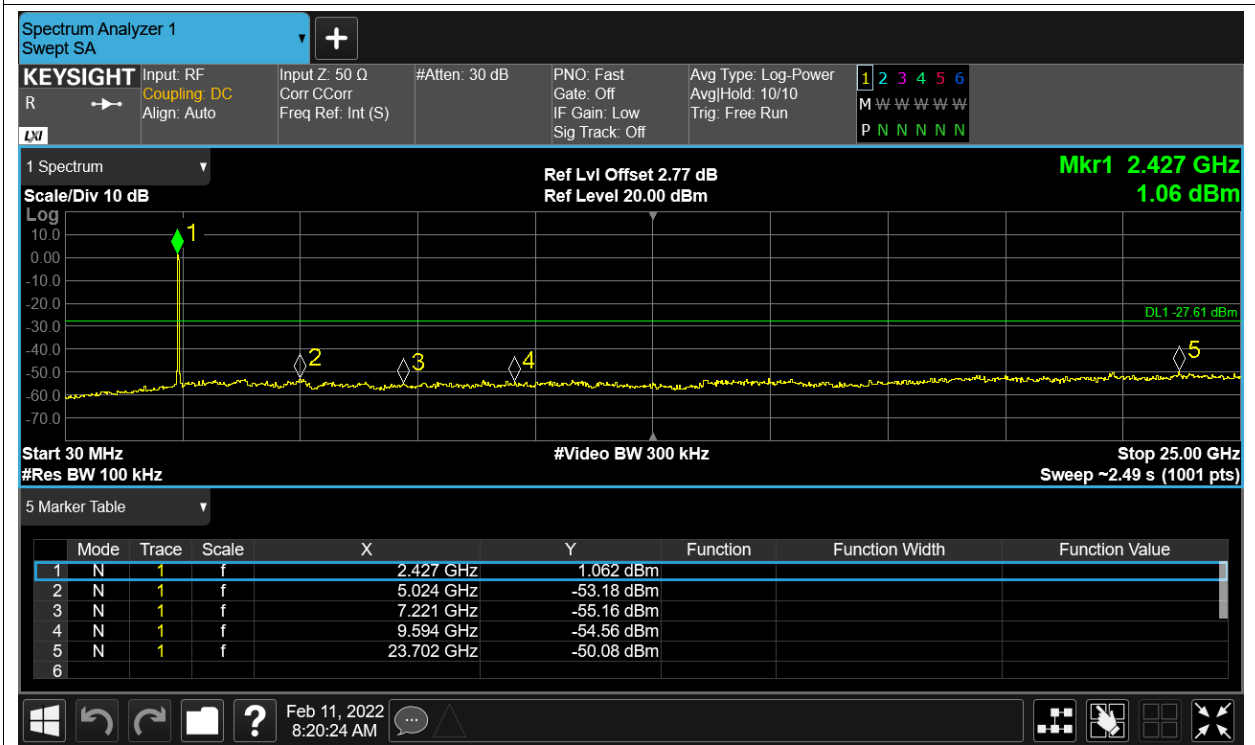 Spectrum Analyzer 1
Swept SA
+
KEYSIGHT Input: RF Input Z: 50 Ω #Atten: 30 dB PNO: Fast Avg Type: Log-Power 1 2 3 4 5 6
R Coupling: DC Corr CCorr Gate: Off Avg|Hold: 10/10 M W W W W W
Align: Auto Freq Ref: Int (S) IF Gain: Low Trig: Free Run
LXI Sig Track: Off P N N N N N N
1 Spectrum Ref Lvl Offset 2.77 dB Mkr1 2.427 GHz
Scale/Div 10 dB Ref Level 20.00 dBm 1.06 dBm
Log
10.0 1
0.00
-10.0
-20.0
DL1 -27.61 dBm
-30.0
-40.0 2 3 4 5
-50.0
-60.0
-70.0
Start 30 MHz #Video BW 300 kHz Stop 25.00 GHz
#Res BW 100 kHz Sweep ~2.49 s (1001 pts)
5 Marker Table
Mode Trace Scale X Y Function Function Width Function Value
1 N 1 f 2.427 GHz 1.062 dBm
2 N 1 f 5.024 GHz -53.18 dBm
3 N 1 f 7.221 GHz -55.16 dBm
4 N 1 f 9.594 GHz -54.56 dBm
5 N 1 f 23.702 GHz -50.08 dBm
6
? Feb 11, 2022
8:20:24 AM